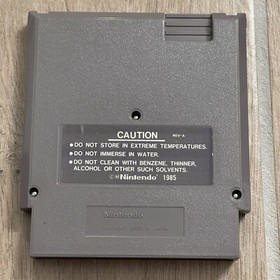 CAUTION REV-A
•DO NOT STORE IN EXTREME TEMPERATURES.
•DO NOT IMMERSE IN WATER.
•DO NOT CLEAN WITH BENZENE, THINNER,
ALCOHOL OR OTHER SUCH SOLVENTS.
©Nintendo® 1985
Nintendo